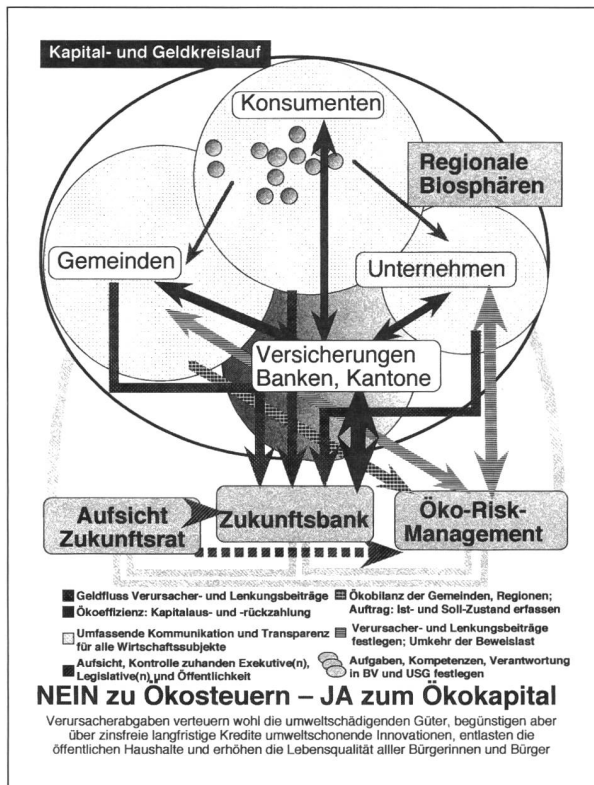 Kapital- und Geldkreislauf
Konsumenten
Regionale
Biosphären
Gemeinden
Unternehmen
Versicherungen
Banken, Kantone
Aufsicht
Zukunftsrat
Zukunftsbank
Öko-Risk-
Management
Geldfluss Verursacher- und Lenkungsbeiträge
Ökoeffizienz: Kapitalaus- und -rückzahlung
Umfassende Kommunikation und Transparenz
für alle Wirtschaftssubjekte
Aufsicht, Kontrolle zuhanden Exekutive(n),
Legislative(n) und Öffentlichkeit
Ökobilanz der Gemeinden, Regionen;
Auftrag: Ist- und Soll-Zustand erfassen
Verursacher- und Lenkungsbeiträge
festlegen; Umkehr der Beweislast
Aufgaben, Kompetenzen, Verantwortung
in BV und USG festlegen
NEIN zu Ökosteuern – JA zum Ökokapital
Verursacherabgaben verteuern wohl die umweltschädigenden Güter, begünstigen aber
über zinsfreie langfristige Kredite umweltschonende Innovationen, entlasten die
öffentlichen Haushalte und erhöhen die Lebensqualität alller Bürgerinnen und Bürger